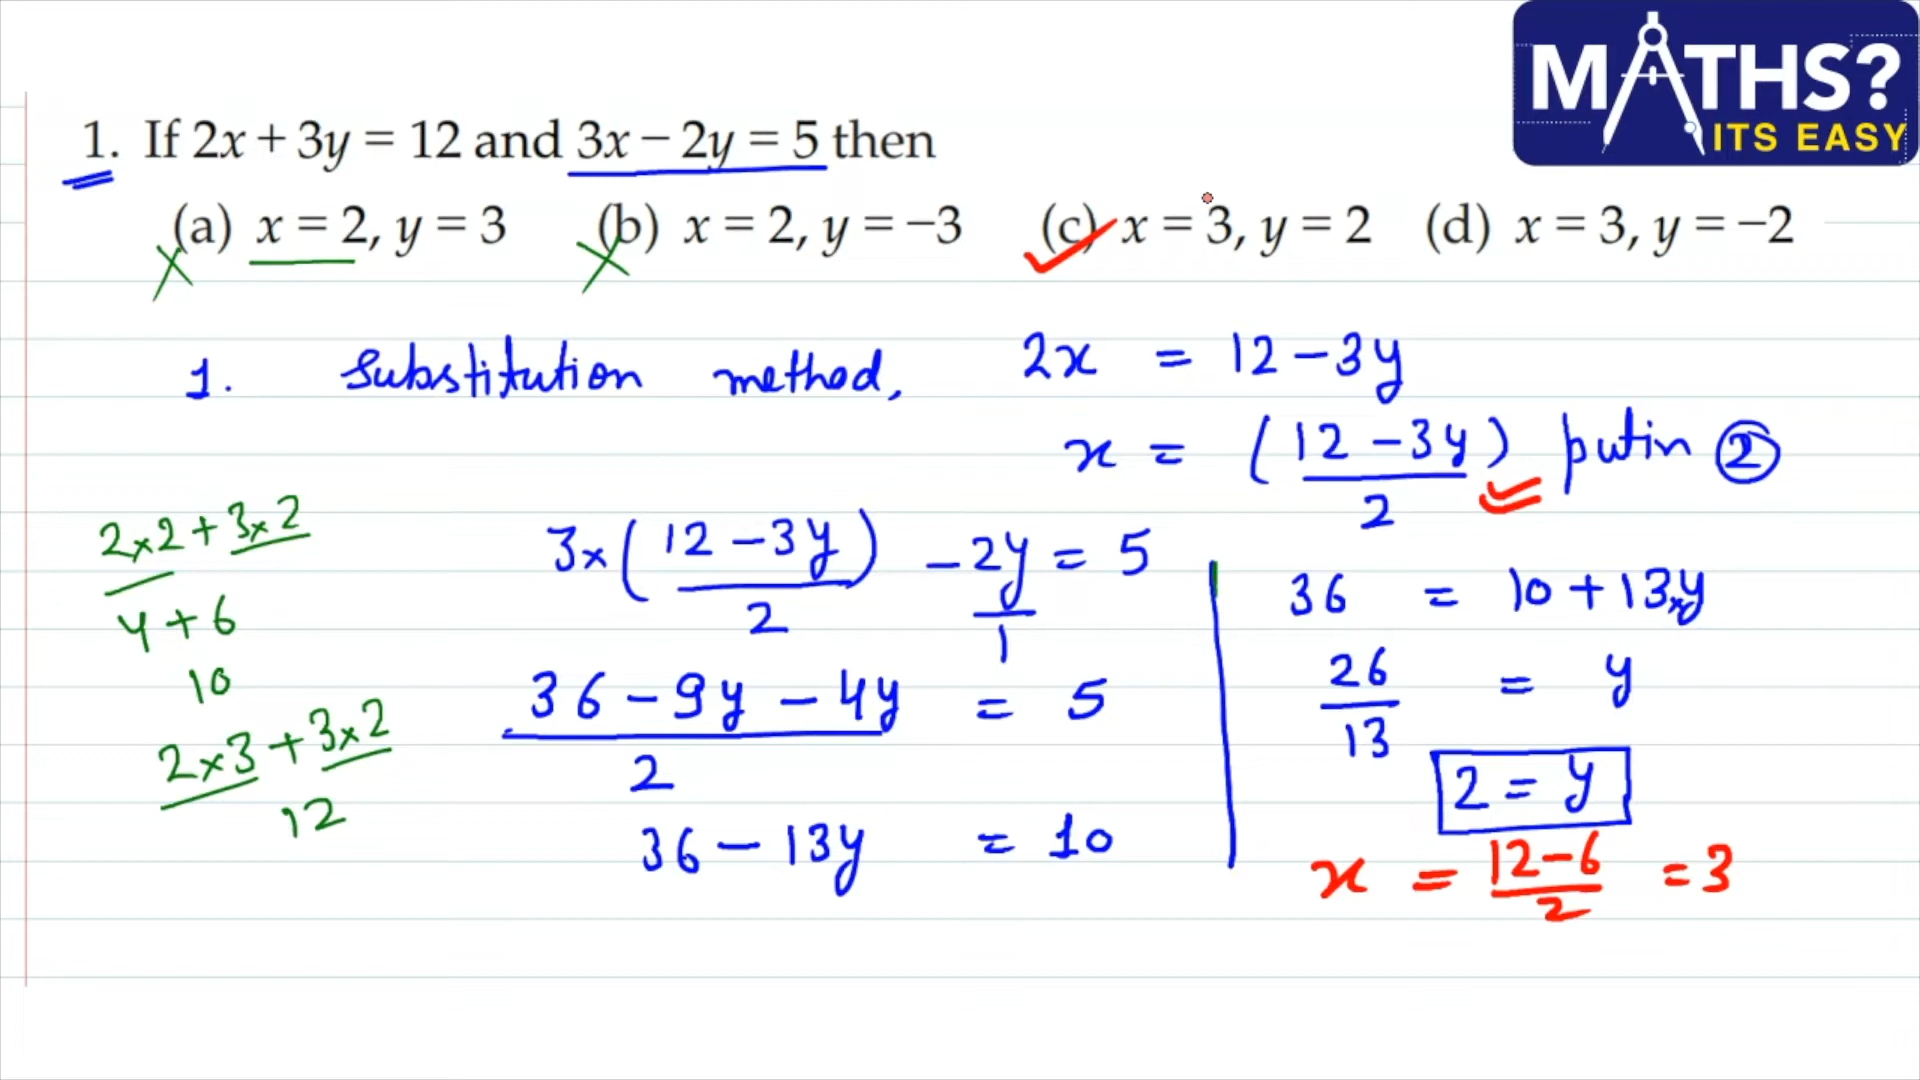 MATHS?
ITS EASY
1. If 2x + 3y = 12 and 3x − 2y = 5 then
(a) x = 2, y = 3 (b) x = 2, y = −3 (c) x = 3, y = 2 (d) x = 3, y = −2
1. Substitution method,
2x = 12 − 3y
x = (12 − 3y)/2 put in ②
2×2 + 3×2
4 + 6
10
2×3 + 3×2
12
3×(12 − 3y)/2 − 2y/1 = 5
36 − 9y − 4y / 2 = 5
36 − 13y = 10
36 = 10 + 13×y
26/13 = y
2 = y
x = 12−6/2 = 3